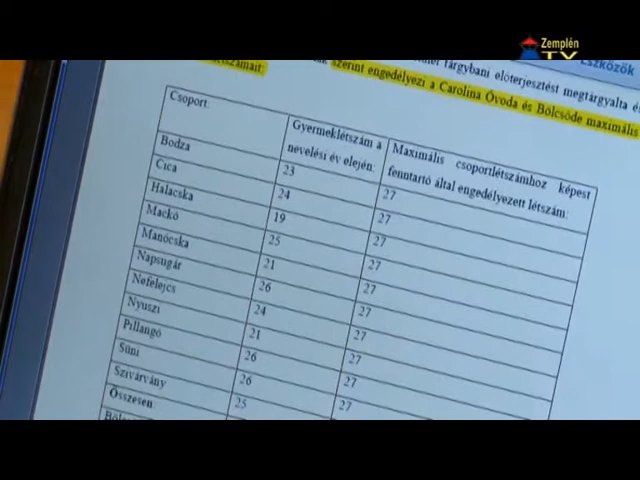 Zemplén
TV
Eszközök
tárgybani előterjesztést megtárgyalta és
szerint engedélyezi a Carolina Óvoda és Bölcsőde maximális
Csoport Gyermeklétszám a nevelési év elején: Maximális csoportlétszámhoz képest fenntartó által engedélyezett létszám:
Bodza 23 27
Cica 24 27
Halacska 19 27
Mackó 25 27
Manócska 21 27
Napsugár 26 27
Nefelejcs 24 27
Nyuszi 21 27
Pillangó 26 27
Süni 26 27
Szivárvány 25
Összesen